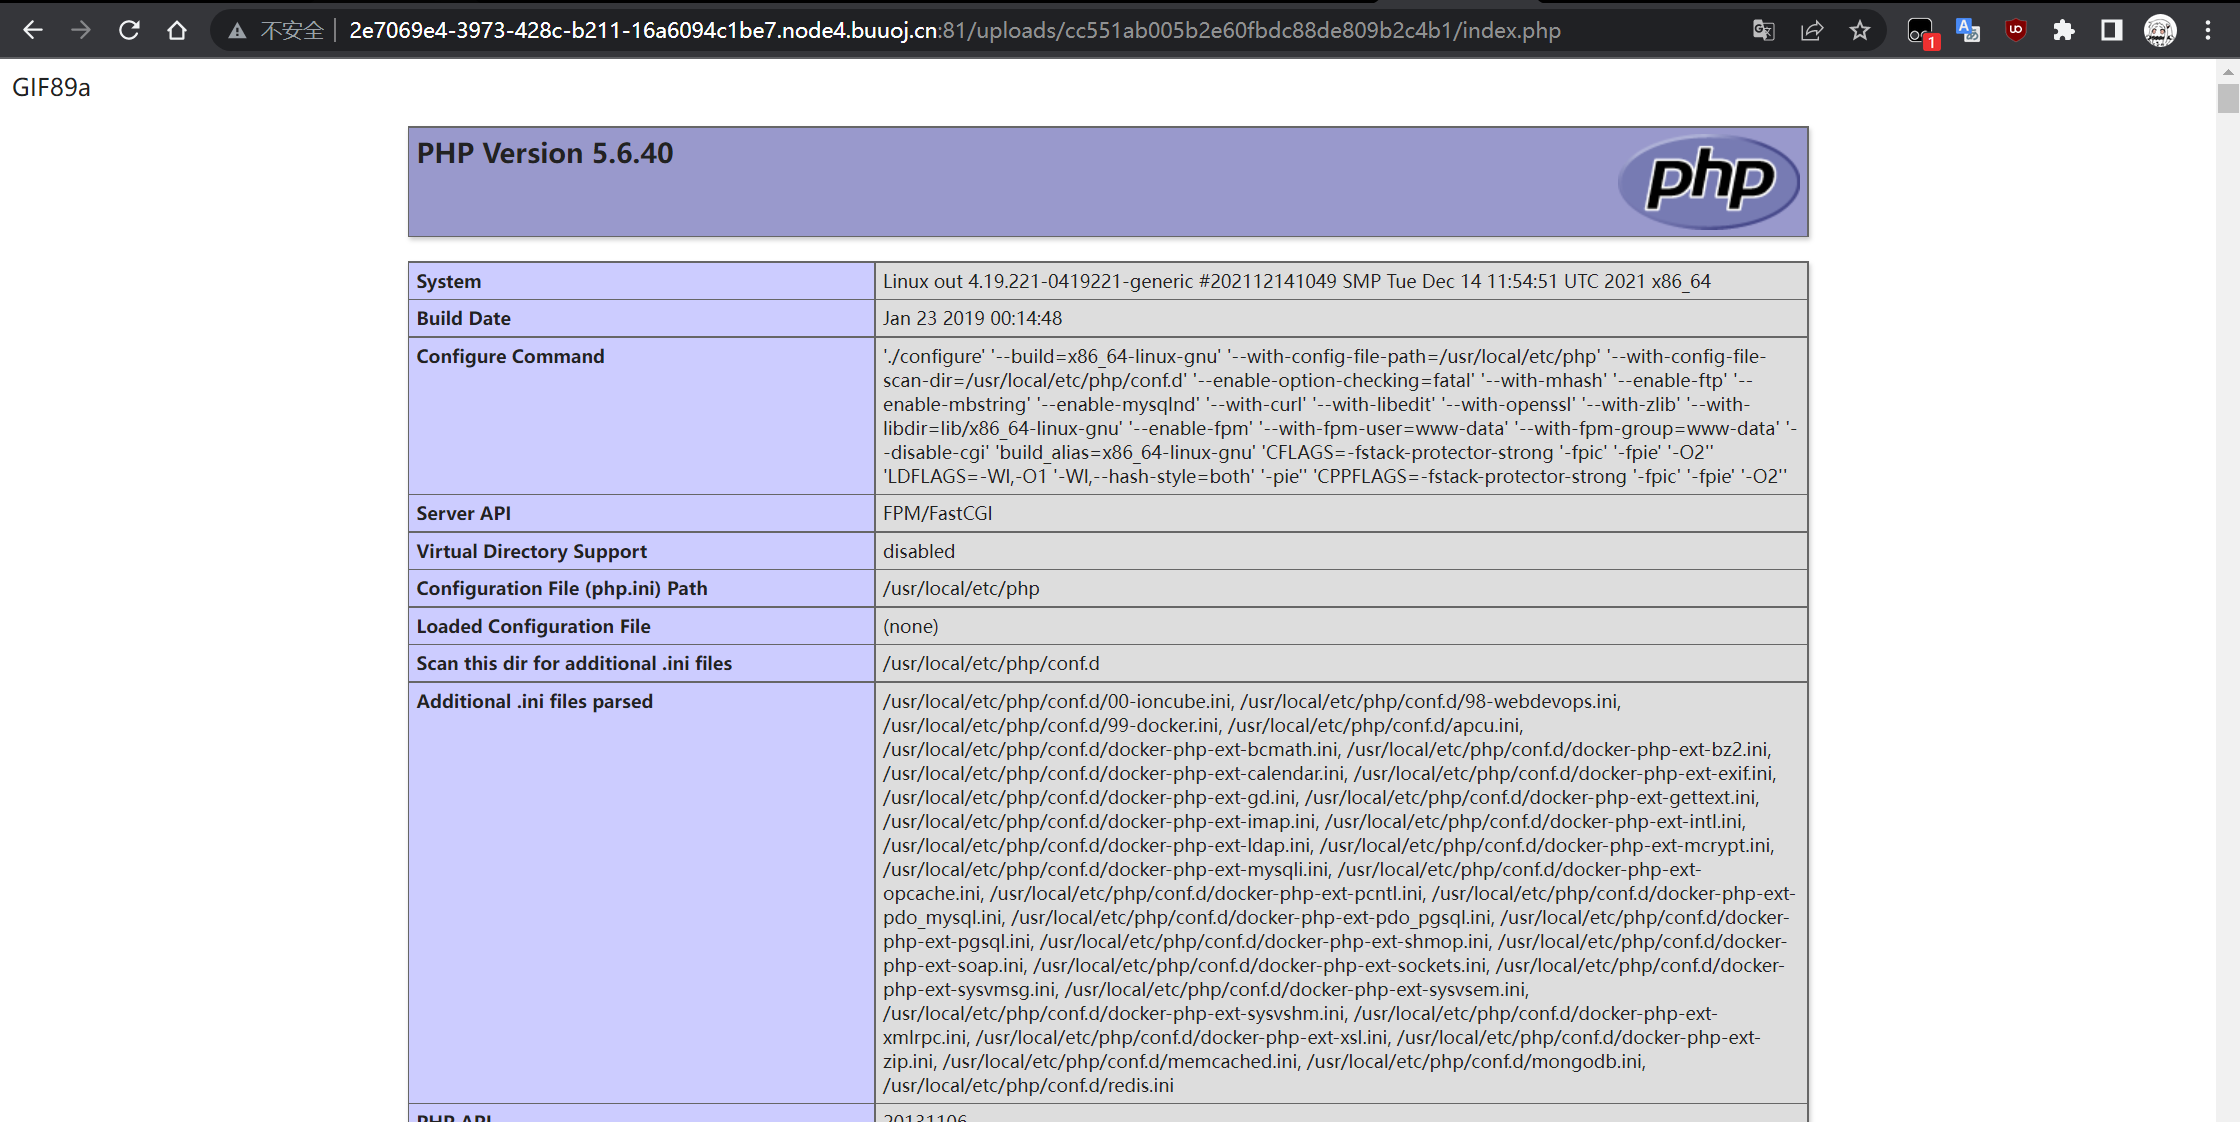 不安全 2e7069e4-3973-428c-b211-16a6094c1be7.node4.buuoj.cn:81/uploads/cc551ab005b2e60fbdc88de809b2c4b1/index.php
1
GIF89a
PHP Version 5.6.40
php
System Linux out 4.19.221-0419221-generic #202112141049 SMP Tue Dec 14 11:54:51 UTC 2021 x86_64
Build Date Jan 23 2019 00:14:48
Configure Command './configure' '--build=x86_64-linux-gnu' '--with-config-file-path=/usr/local/etc/php' '--with-config-file-
scan-dir=/usr/local/etc/php/conf.d' '--enable-option-checking=fatal' '--with-mhash' '--enable-ftp' '--
enable-mbstring' '--enable-mysqlnd' '--with-curl' '--with-libedit' '--with-openssl' '--with-zlib' '--with-
libdir=lib/x86_64-linux-gnu' '--enable-fpm' '--with-fpm-user=www-data' '--with-fpm-group=www-data' '-
-disable-cgi' 'build_alias=x86_64-linux-gnu' 'CFLAGS=-fstack-protector-strong '-fpic' '-fpie' '-O2''
'LDFLAGS=-Wl,-O1 '-Wl,--hash-style=both' '-pie'' 'CPPFLAGS=-fstack-protector-strong '-fpic' '-fpie' '-O2''
Server API FPM/FastCGI
Virtual Directory Support disabled
Configuration File (php.ini) Path /usr/local/etc/php
Loaded Configuration File (none)
Scan this dir for additional .ini files /usr/local/etc/php/conf.d
Additional .ini files parsed /usr/local/etc/php/conf.d/00-ioncube.ini, /usr/local/etc/php/conf.d/98-webdevops.ini,
/usr/local/etc/php/conf.d/99-docker.ini, /usr/local/etc/php/conf.d/apcu.ini,
/usr/local/etc/php/conf.d/docker-php-ext-bcmath.ini, /usr/local/etc/php/conf.d/docker-php-ext-bz2.ini,
/usr/local/etc/php/conf.d/docker-php-ext-calendar.ini, /usr/local/etc/php/conf.d/docker-php-ext-exif.ini,
/usr/local/etc/php/conf.d/docker-php-ext-gd.ini, /usr/local/etc/php/conf.d/docker-php-ext-gettext.ini,
/usr/local/etc/php/conf.d/docker-php-ext-imap.ini, /usr/local/etc/php/conf.d/docker-php-ext-intl.ini,
/usr/local/etc/php/conf.d/docker-php-ext-ldap.ini, /usr/local/etc/php/conf.d/docker-php-ext-mcrypt.ini,
/usr/local/etc/php/conf.d/docker-php-ext-mysqli.ini, /usr/local/etc/php/conf.d/docker-php-ext-
opcache.ini, /usr/local/etc/php/conf.d/docker-php-ext-pcntl.ini, /usr/local/etc/php/conf.d/docker-php-ext-
pdo_mysql.ini, /usr/local/etc/php/conf.d/docker-php-ext-pdo_pgsql.ini, /usr/local/etc/php/conf.d/docker-
php-ext-pgsql.ini, /usr/local/etc/php/conf.d/docker-php-ext-shmop.ini, /usr/local/etc/php/conf.d/docker-
php-ext-soap.ini, /usr/local/etc/php/conf.d/docker-php-ext-sockets.ini, /usr/local/etc/php/conf.d/docker-
php-ext-sysvmsg.ini, /usr/local/etc/php/conf.d/docker-php-ext-sysvsem.ini,
/usr/local/etc/php/conf.d/docker-php-ext-sysvshm.ini, /usr/local/etc/php/conf.d/docker-php-ext-
xmlrpc.ini, /usr/local/etc/php/conf.d/docker-php-ext-xsl.ini, /usr/local/etc/php/conf.d/docker-php-ext-
zip.ini, /usr/local/etc/php/conf.d/memcached.ini, /usr/local/etc/php/conf.d/mongodb.ini,
/usr/local/etc/php/conf.d/redis.ini
PHP API 20131106